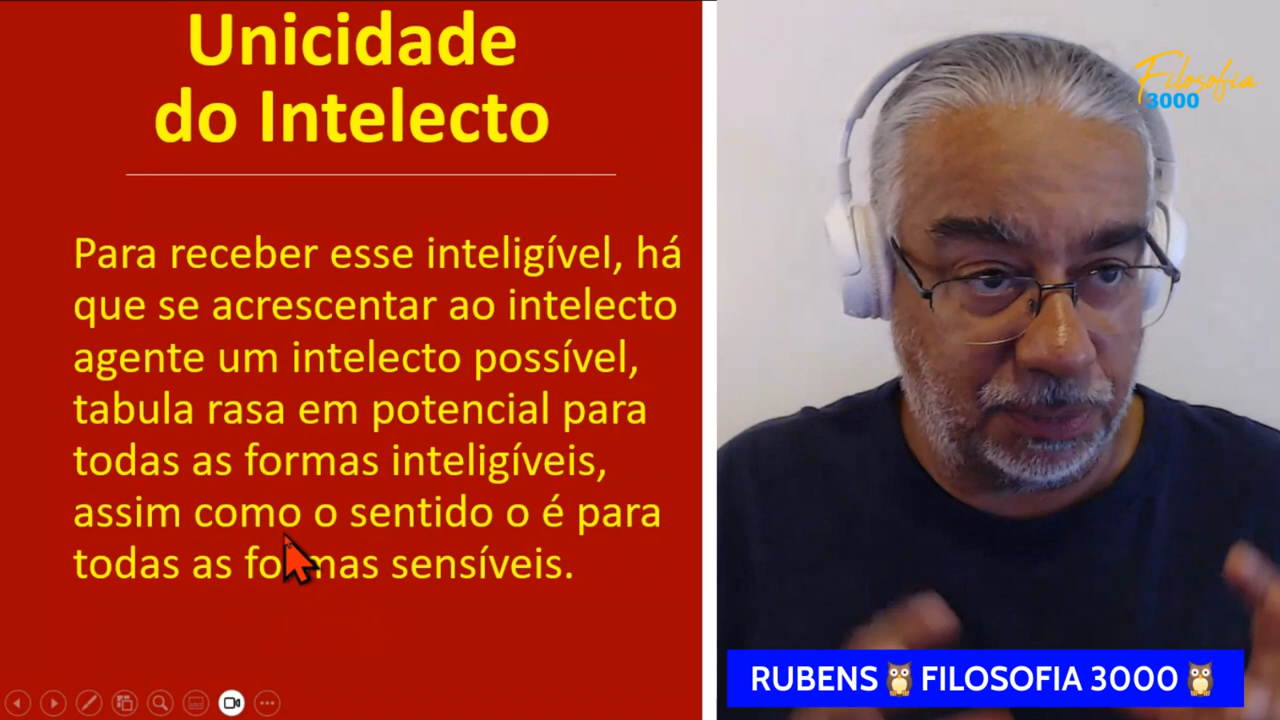 Unicidade
do Intelecto
Para receber esse inteligível, há
que se acrescentar ao intelecto
agente um intelecto possível,
tabula rasa em potencial para
todas as formas inteligíveis,
assim como o sentido o é para
todas as formas sensíveis.
Filosofia
3000
RUBENS🦉FILOSOFIA 3000🦉